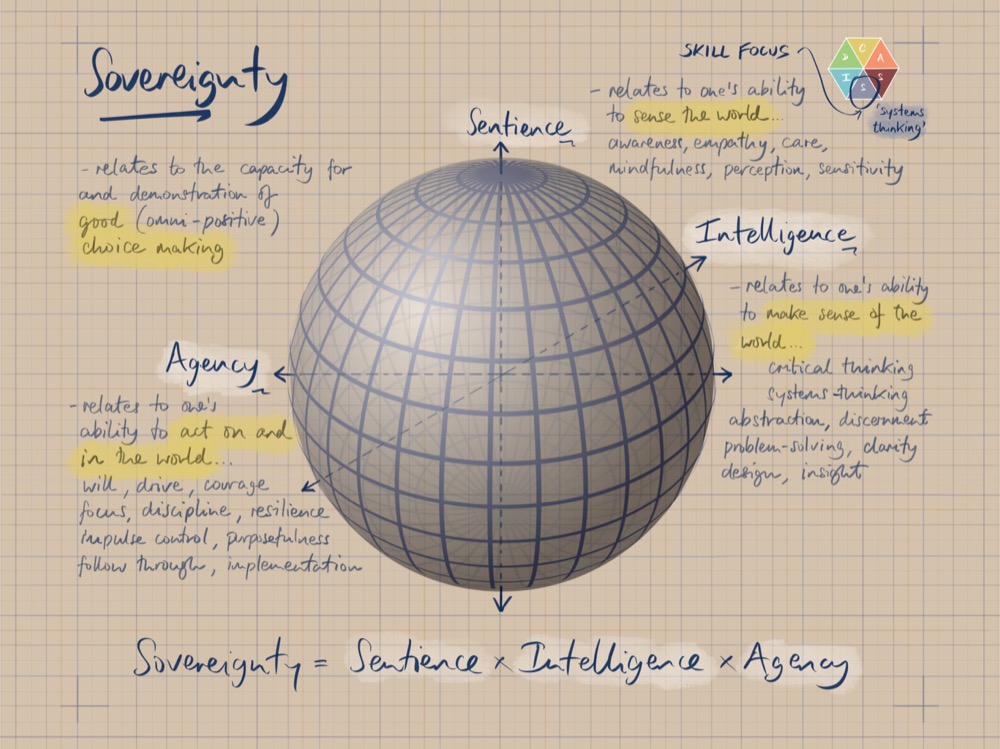 Sovereignty
- relates to the capacity for
and demonstration of
good (omni-positive)
choice making
SKILL FOCUS
D C A S S I
'systems
thinking'
Sentience
- relates to one's ability
to sense the world...
awareness, empathy, care,
mindfulness, perception, sensitivity
Intelligence
- relates to one's ability
to make sense of the
world...
critical thinking
systems-thinking
abstraction, discernment
problem-solving, clarity
design, insight
Agency
- relates to one's
ability to act on and
in the world...
will, drive, courage
focus, discipline, resilience
impulse control, purposefulness
follow through, implementation
Sovereignty = Sentience x Intelligence x Agency